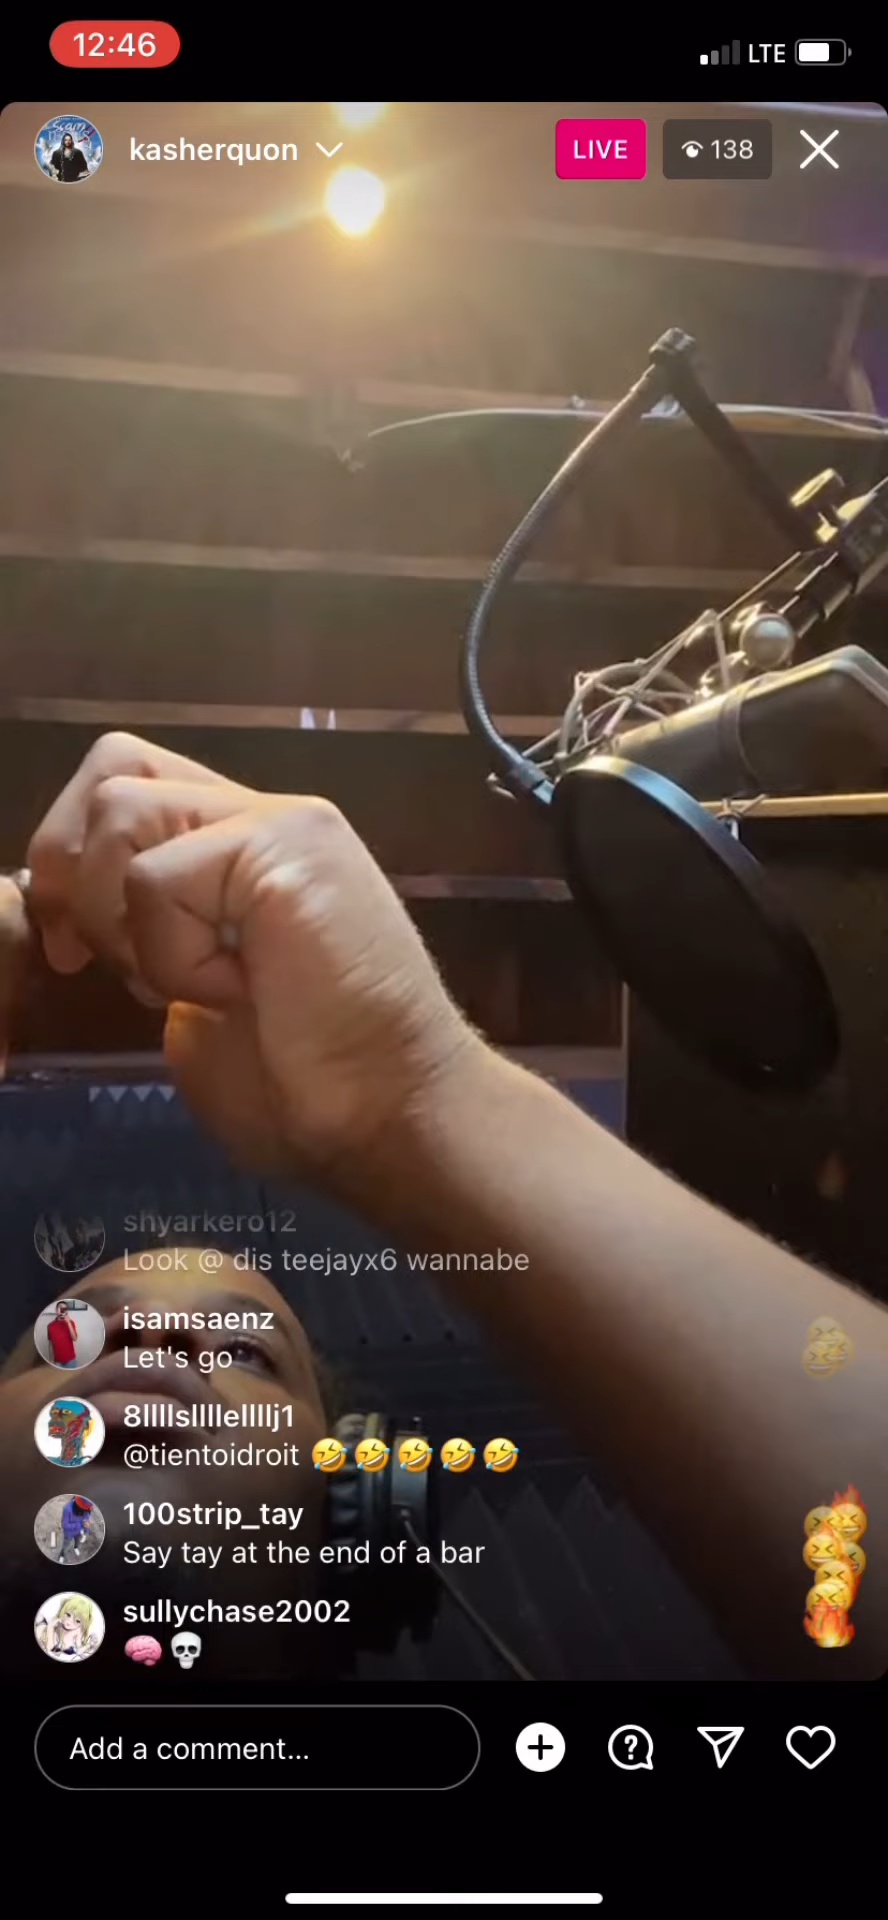 12:46
LTE
kasherquon
LIVE
138
shyarkero12
Look @ dis teejayx6 wannabe
isamsaenz
Let's go
8llllsllllellllj1
@tientoidroit 🤣🤣🤣🤣🤣
100strip_tay
Say tay at the end of a bar
sullychase2002
🧠💀
Add a comment...